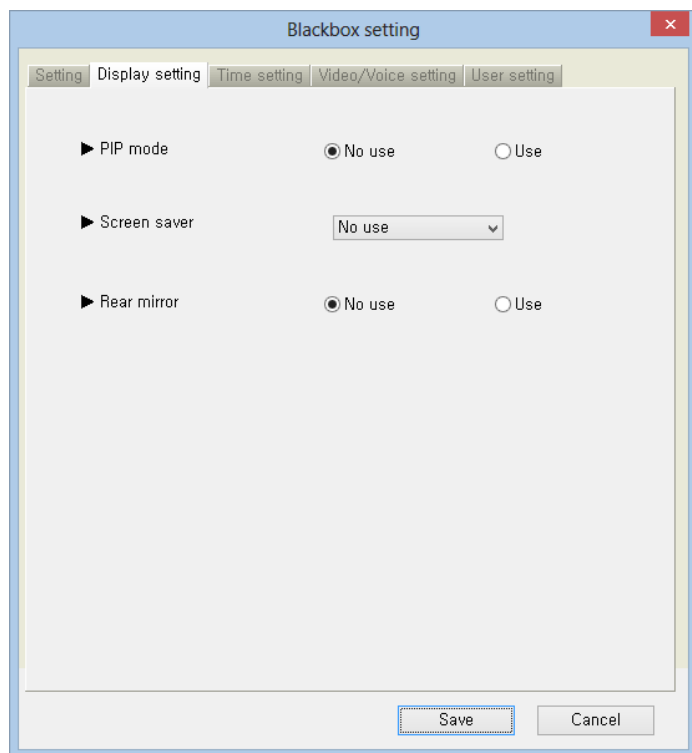 Blackbox setting
Setting Display setting Time setting Video/Voice setting User setting
PIP mode No use Use
Screen saver No use
Rear mirror No use Use
Save Cancel